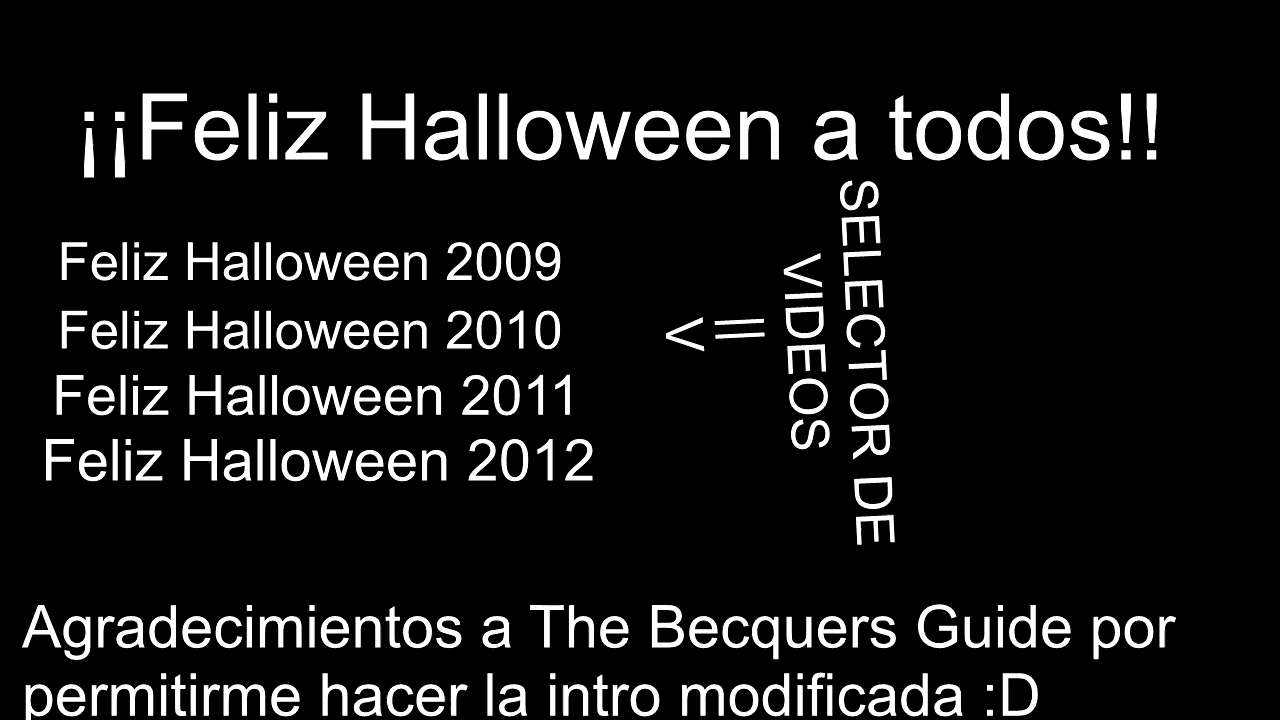 ¡¡Feliz Halloween a todos!!
Feliz Halloween 2009
Feliz Halloween 2010
Feliz Halloween 2011
Feliz Halloween 2012
SELECTOR DE
VIDEOS
||
V
Agradecimientos a The Becquers Guide por
permitirme hacer la intro modificada :D